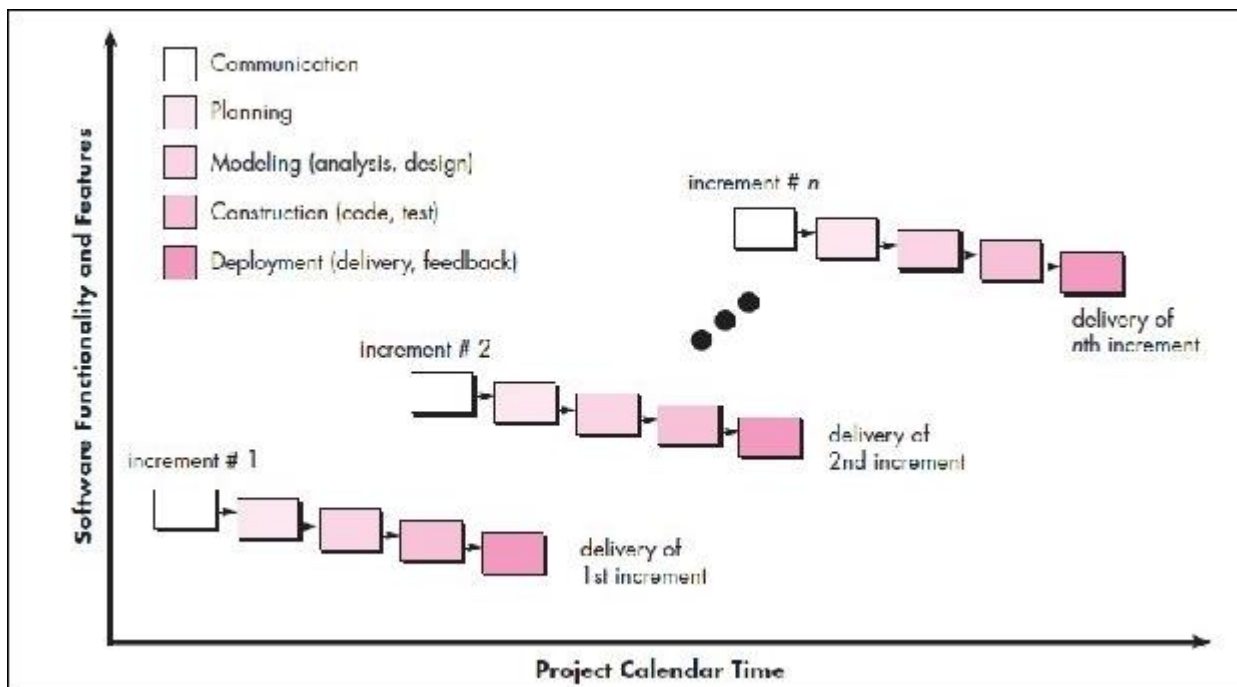 Communication
Planning
Modeling (analysis, design)
Construction (code, test)
Deployment (delivery, feedback)
Software Functionality and Features
increment # n
delivery of
nth increment
increment # 2
delivery of
2nd increment
increment # 1
delivery of
1st increment
Project Calendar Time